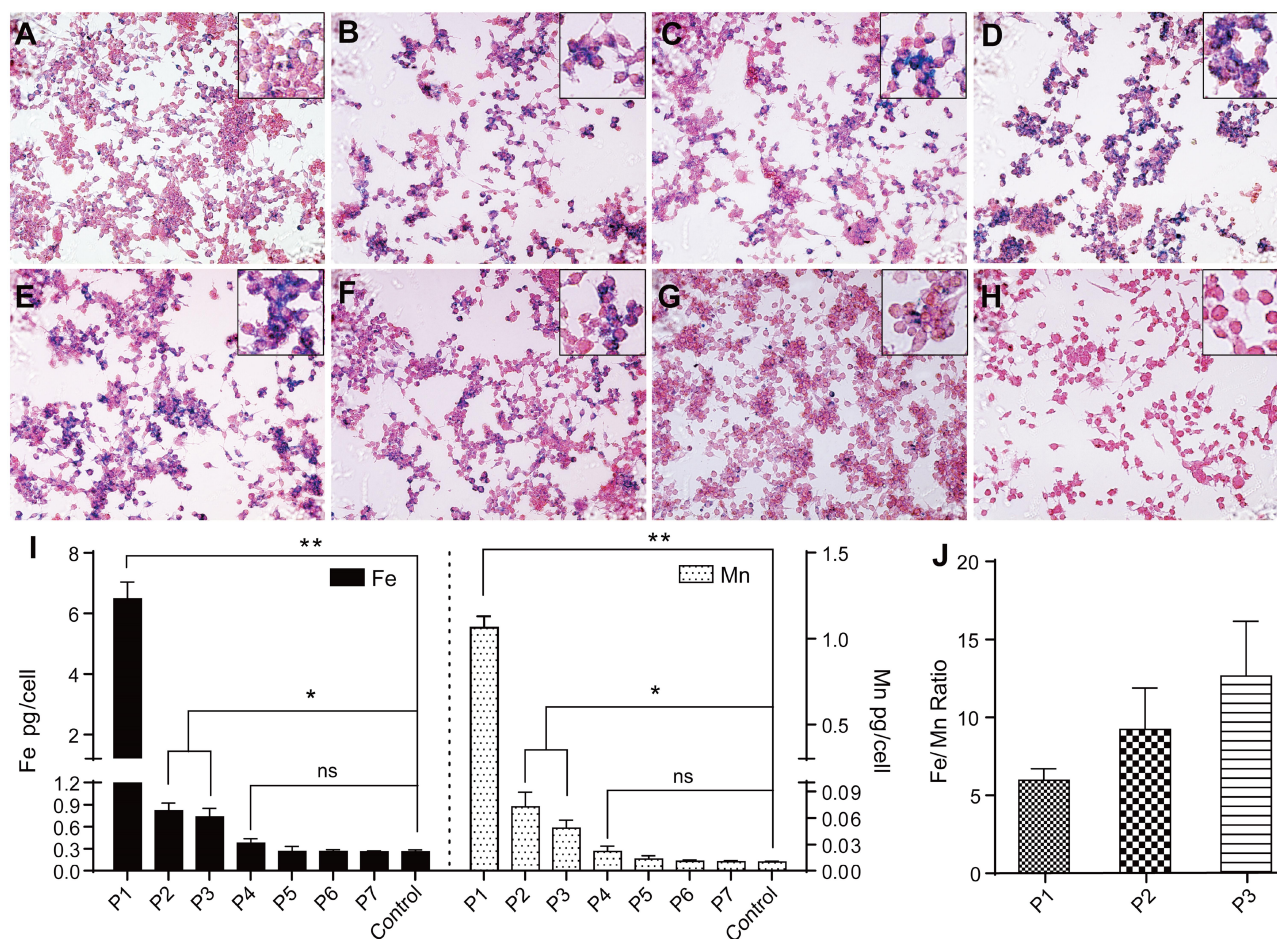 A
B
C
D
E
F
G
H
I
Fe pg/cell
8
6
4
2
1.2
0.9
0.6
0.3
0.0
**
Fe
*
ns
P1
P2
P3
P4
P5
P6
P7
Control
**
Mn
*
ns
P1
P2
P3
P4
P5
P6
P7
Control
1.5
1.0
0.5
0.09
0.06
0.03
0.00
Mn pg/cell
J
Fe/Mn Ratio
20
15
10
5
0
P1
P2
P3